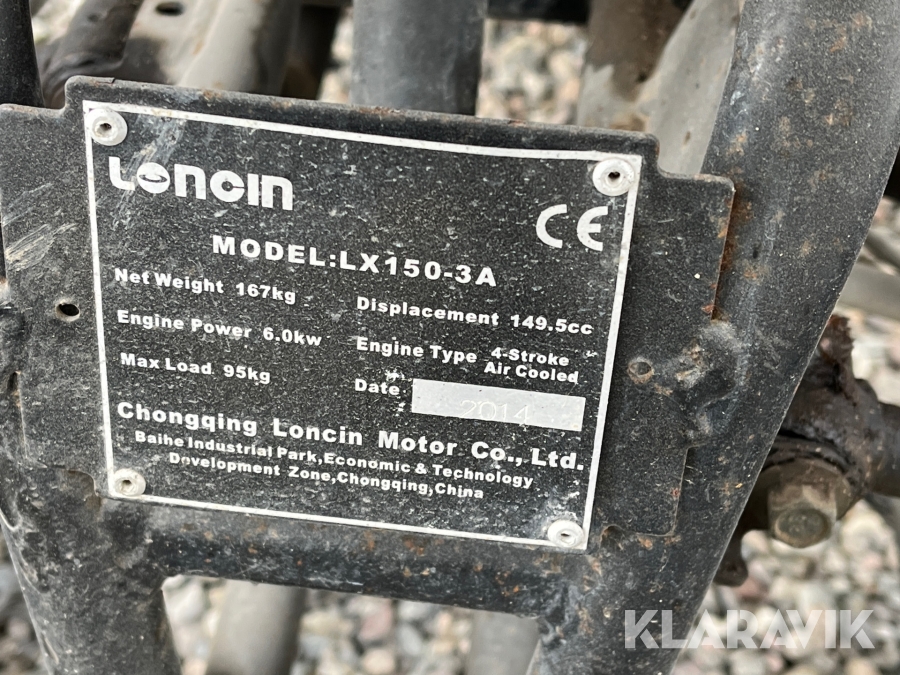 LONCIN
CE
MODEL:LX150-3A
Net Weight 167kg
Displacement 149.5cc
Engine Power 6.0kw
Engine Type 4-Stroke
Air Cooled
Max Load 95kg
Date 2014
Chongqing Loncin Motor Co., Ltd.
Baihe Industrial Park,Economic & Technology
Development Zone,Chongqing,China
KLARAVIK